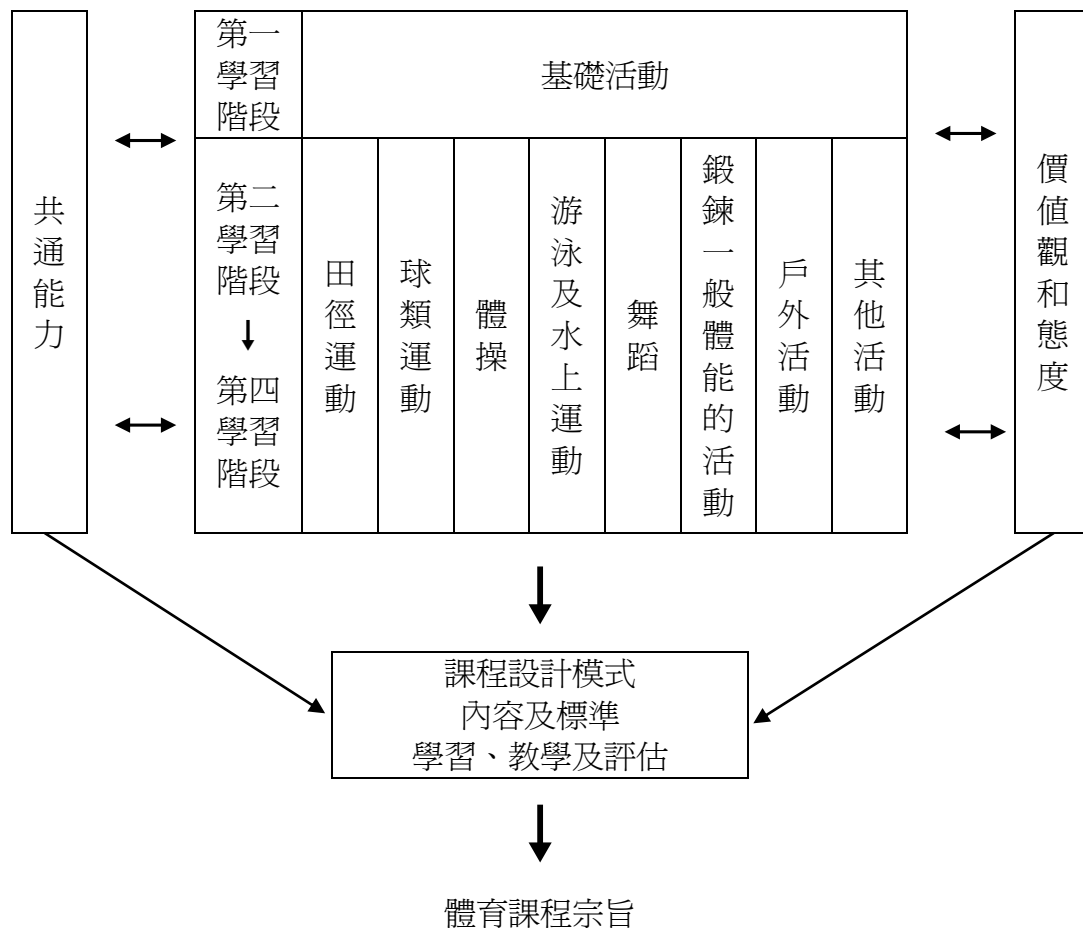 共通能力
第一
學習
階段
基礎活動
第二
學習
階段
第四
學習
階段
田徑運動
球類運動
體操
游泳及水上運動
舞蹈
鍛鍊一般體能的活動
戶外活動
其他活動
價值觀和態度
課程設計模式
內容及標準
學習、教學及評估
體育課程宗旨